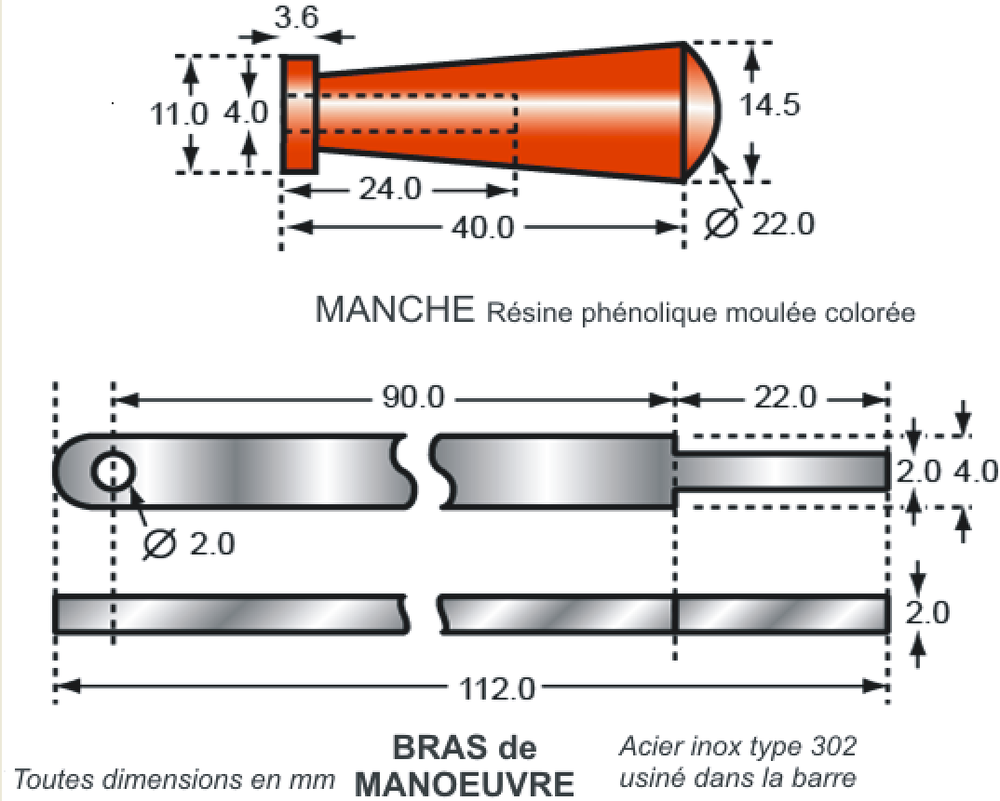 3.6
11.0 4.0
14.5
24.0
40.0
Ø 22.0
MANCHE Résine phénolique moulée colorée
90.0
22.0
2.0 4.0
Ø 2.0
2.0
112.0
BRAS de
MANOEUVRE
Acier inox type 302
usiné dans la barre
Toutes dimensions en mm